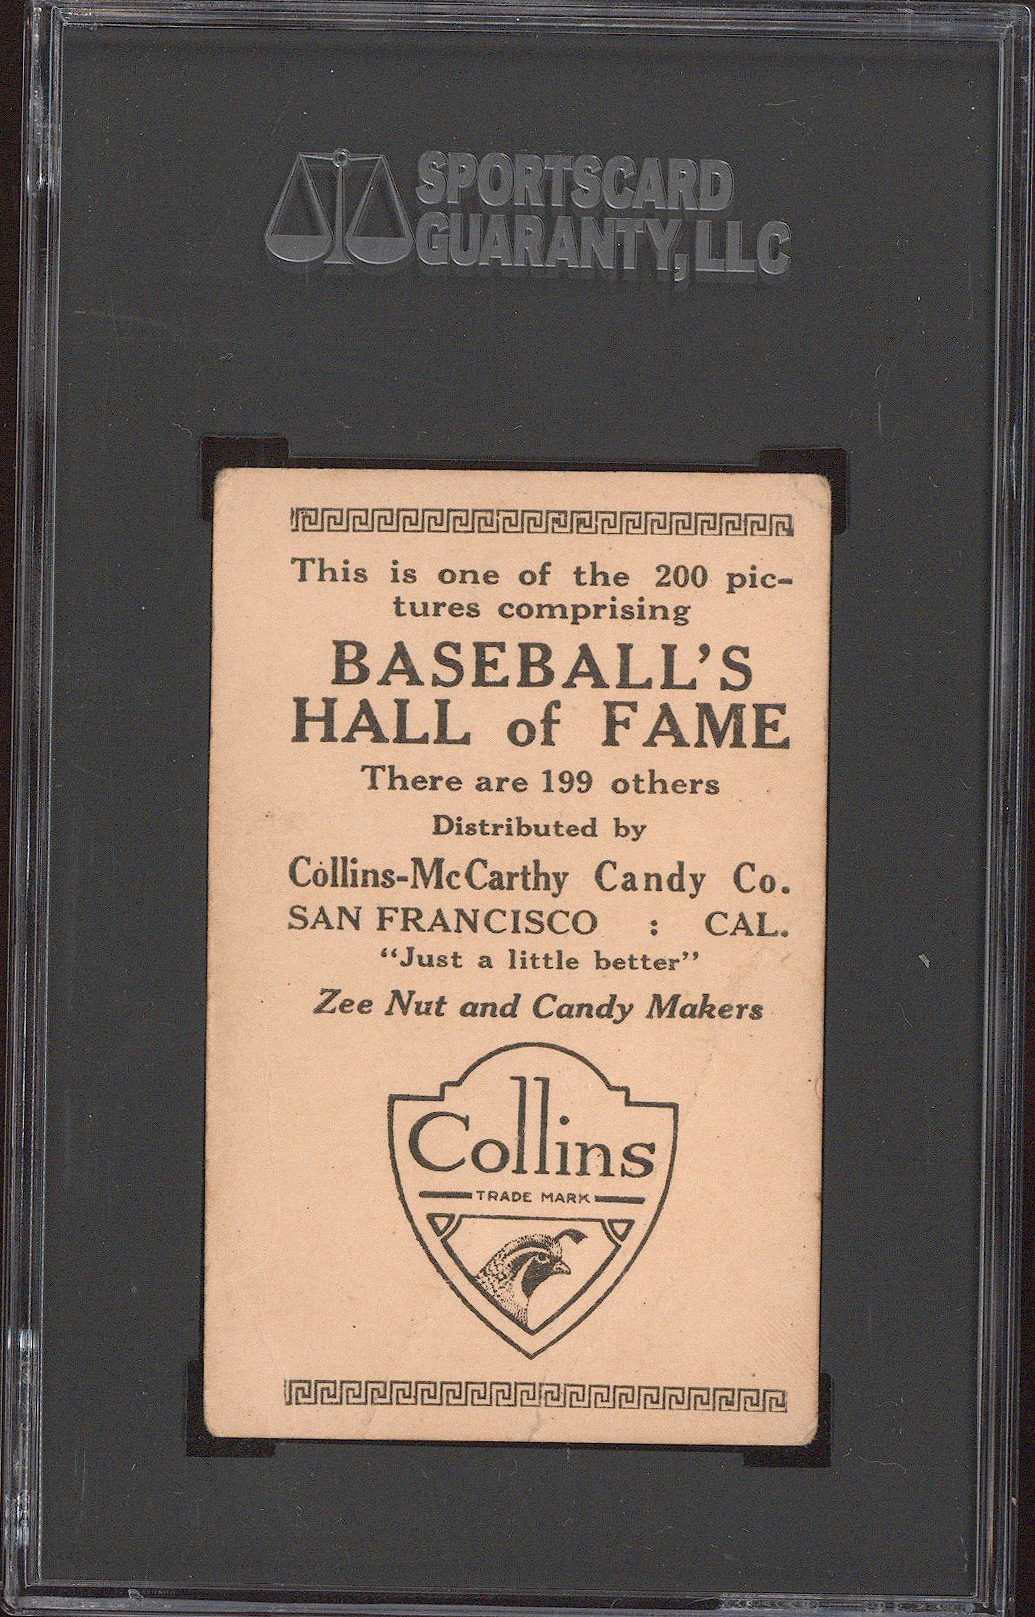 SPORTSCARD
GUARANTY, LLC
This is one of the 200 pic-
tures comprising
BASEBALL'S
HALL of FAME
There are 199 others
Distributed by
Collins-McCarthy Candy Co.
SAN FRANCISCO : CAL.
"Just a little better"
Zee Nut and Candy Makers
Collins
TRADE MARK